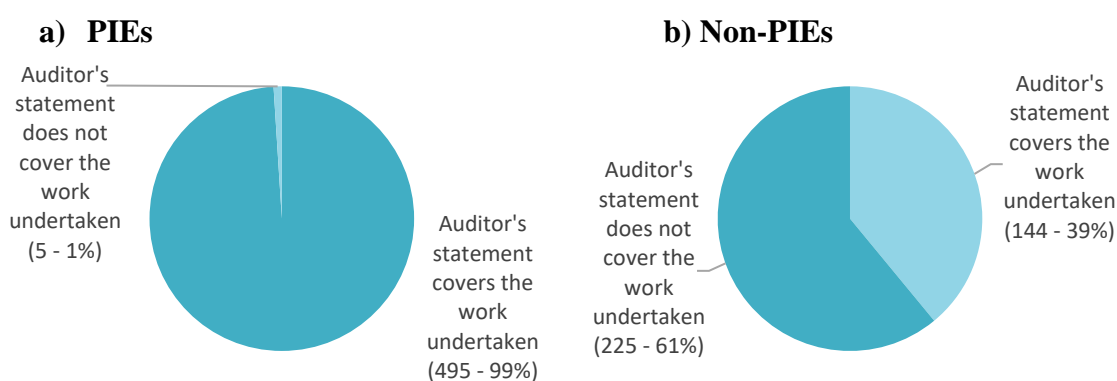 a) PIEs
Auditor's
statement
does not
cover the
work
undertaken
(5 - 1%)
Auditor's
statement
covers the
work
undertaken
(495 - 99%)
b) Non-PIEs
Auditor's
statement
does not
cover the
work
undertaken
(225 - 61%)
Auditor's
statement
covers the
work
undertaken
(144 - 39%)